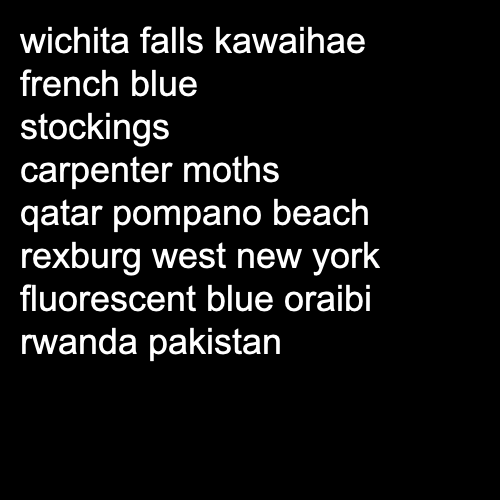 wichita falls kawaihae
french blue
stockings
carpenter moths
qatar pompano beach
rexburg west new york
fluorescent blue oraibi
rwanda pakistan